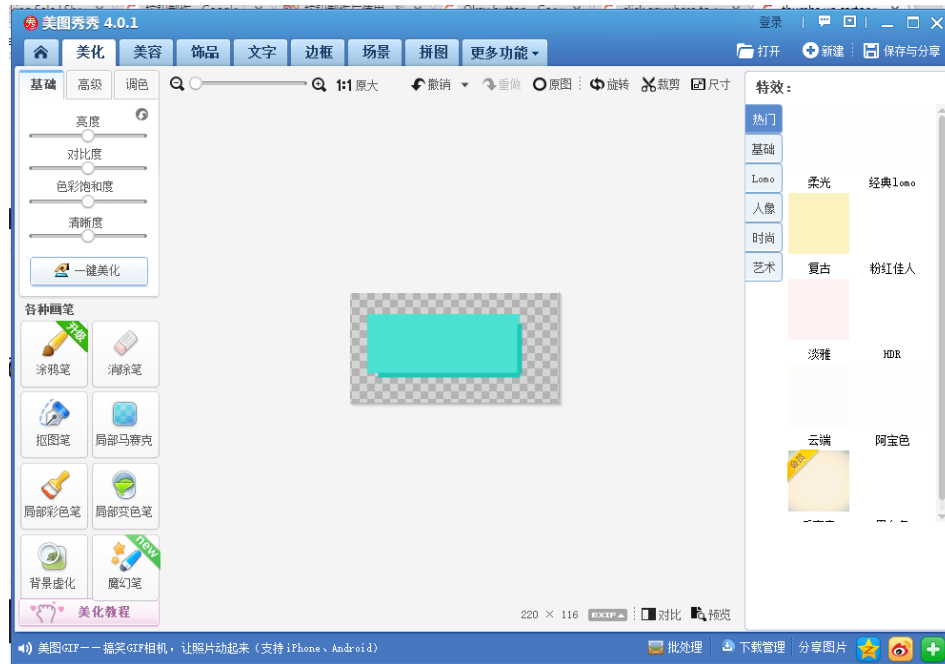 美图秀秀 4.0.1
登录
美化 美容 饰品 文字 边框 场景 拼图 更多功能
打开 新建 保存与分享
基础 高级 调色
1:1 原大 撤销 重做 原图 旋转 裁剪 尺寸
特效:
亮度
对比度
色彩饱和度
清晰度
一键美化
各种画笔
升级
涂鸦笔 消除笔
抠图笔 局部马赛克
局部彩色笔 局部变色笔
new
背景虚化 魔幻笔
美化教程
热门
基础
Lomo
人像
时尚
艺术
柔光 经典lomo
复古 粉红佳人
淡雅 HDR
云端 阿宝色
会员
220 × 116 EXIF 对比 预览
美图GIF——搞笑GIF相机，让照片动起来（支持iPhone、Android）
批处理 下载管理 分享图片